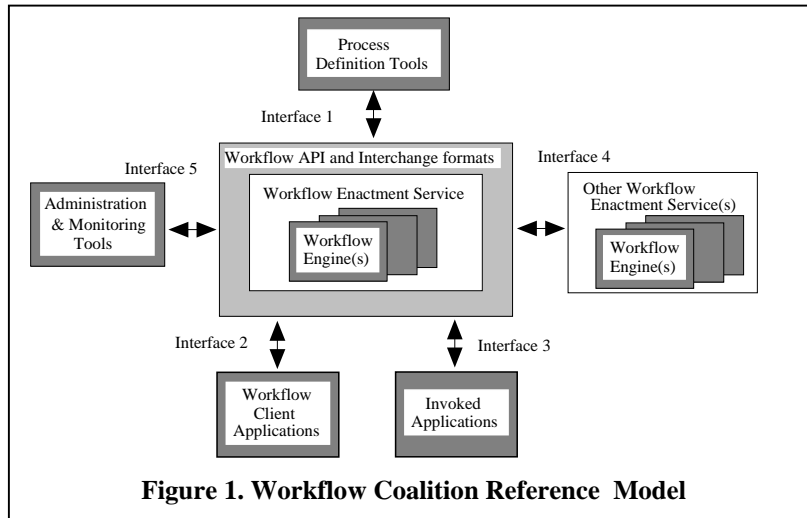 Process
Definition Tools
Interface 1
Workflow API and Interchange formats
Interface 4
Interface 5
Workflow Enactment Service
Other Workflow
Enactment Service(s)
Administration
& Monitoring
Tools
Workflow
Engine(s)
Workflow
Engine(s)
Interface 2
Interface 3
Workflow
Client
Applications
Invoked
Applications
Figure 1. Workflow Coalition Reference Model